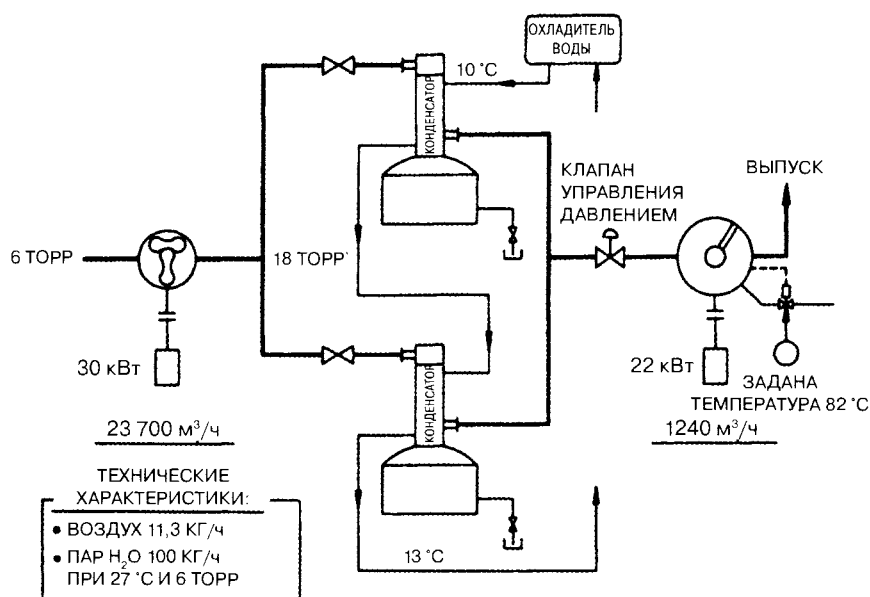 ОХЛАДИТЕЛЬ
ВОДЫ
10 °C
КОНДЕНСАТОР
КЛАПАН
УПРАВЛЕНИЯ
ДАВЛЕНИЕМ
ВЫПУСК
6 ТОРР
18 ТОРР
30 кВт
22 кВт
ЗАДАНА
ТЕМПЕРАТУРА 82 °C
КОНДЕНСАТОР
23 700 м³/ч
1240 м³/ч
ТЕХНИЧЕСКИЕ
ХАРАКТЕРИСТИКИ:
• ВОЗДУХ 11,3 КГ/ч
• ПАР H₂O 100 КГ/ч
ПРИ 27 °C И 6 ТОРР
13 °C